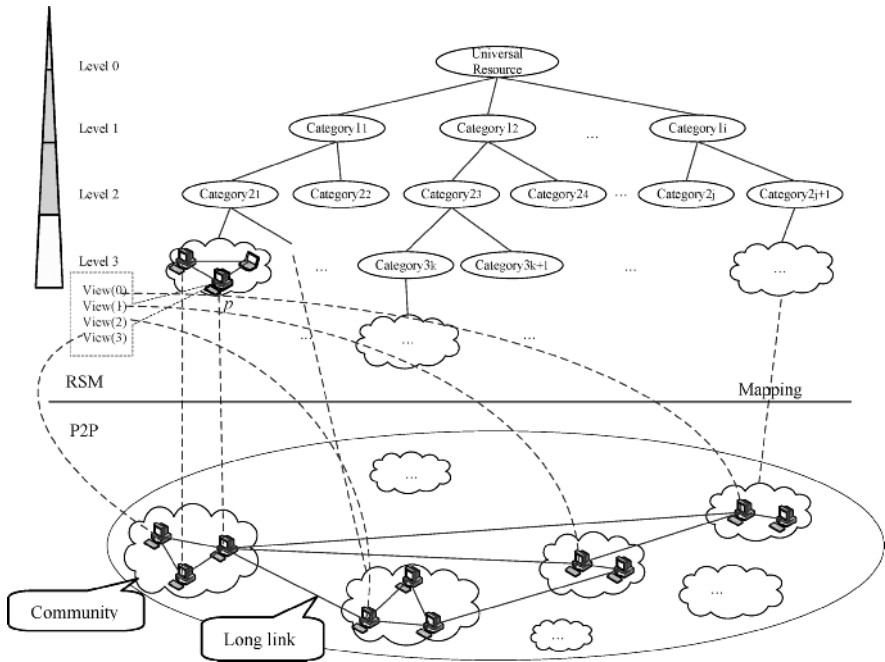 Level 0
Universal
Resource
Level 1
Category11
Category12
...
Category1i
Level 2
Category21
Category22
Category23
Category24
...
Category2j
Category2j+1
Level 3
...
Category3k
Category3k+1
...
...
View(0)
View(1)
View(2)
View(3)
p
...
...
...
RSM
Mapping
P2P
...
...
...
Community
Long link